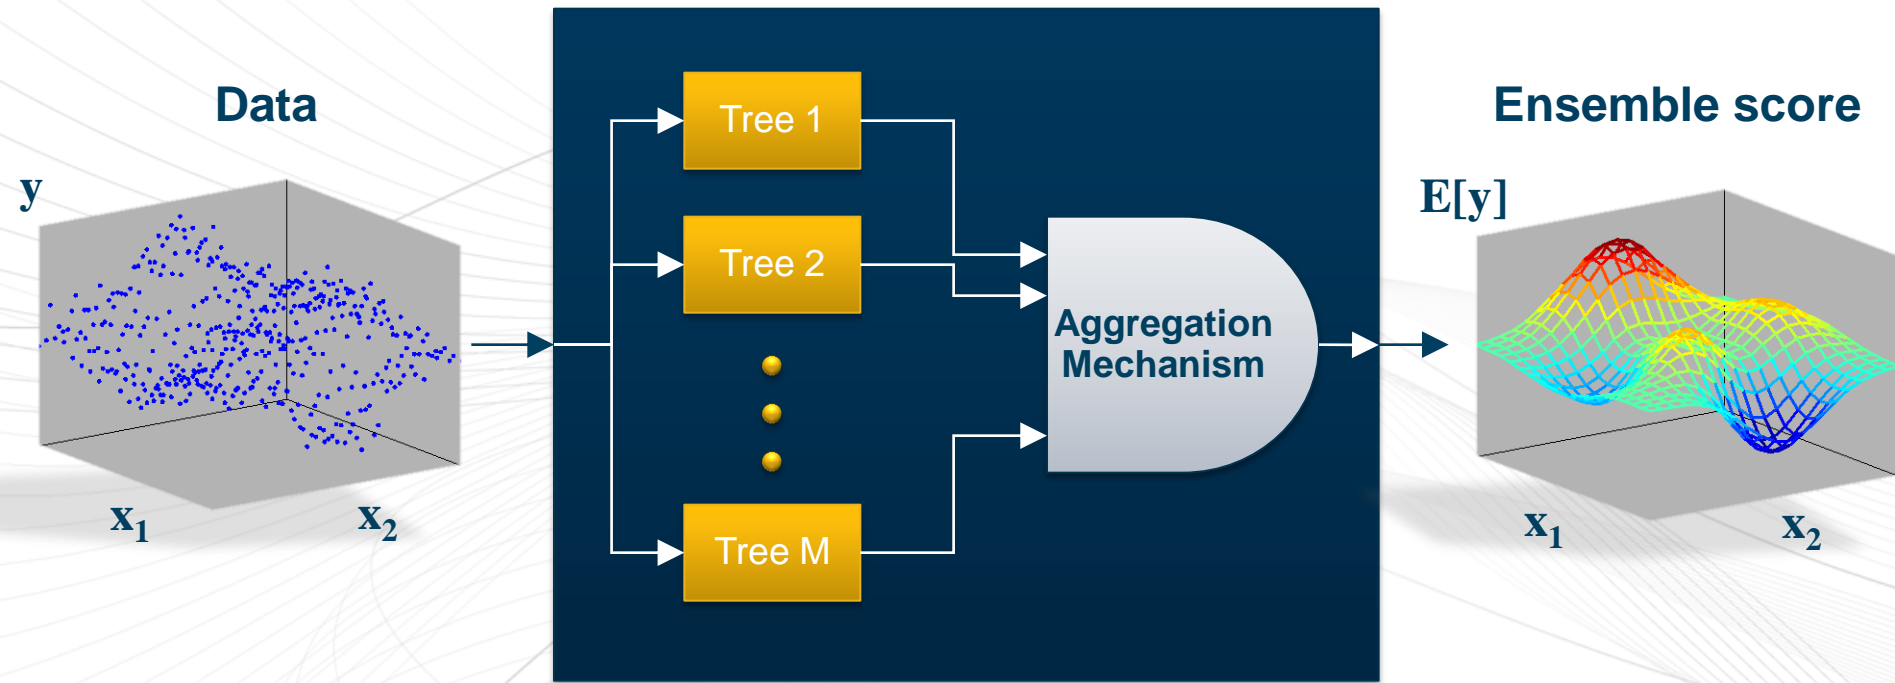 Data
y
x₁
x₂
Tree 1
Tree 2
Tree M
Aggregation
Mechanism
Ensemble score
E[y]
x₁
x₂